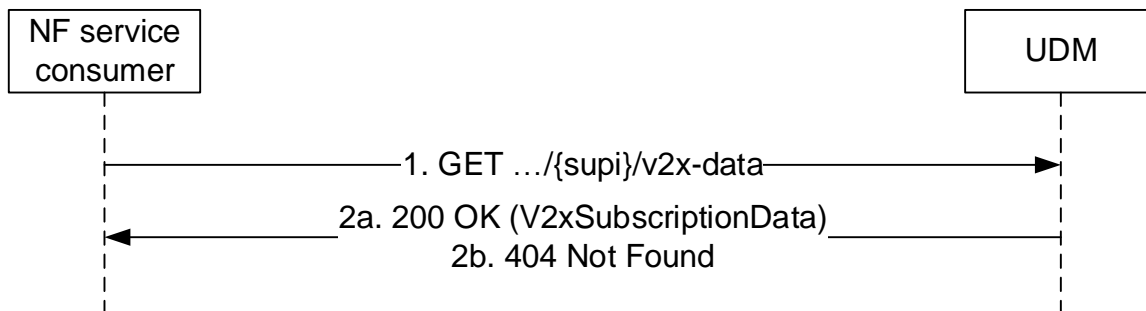 NF service
consumer
UDM
1. GET …/{supi}/v2x-data
2a. 200 OK (V2xSubscriptionData)
2b. 404 Not Found